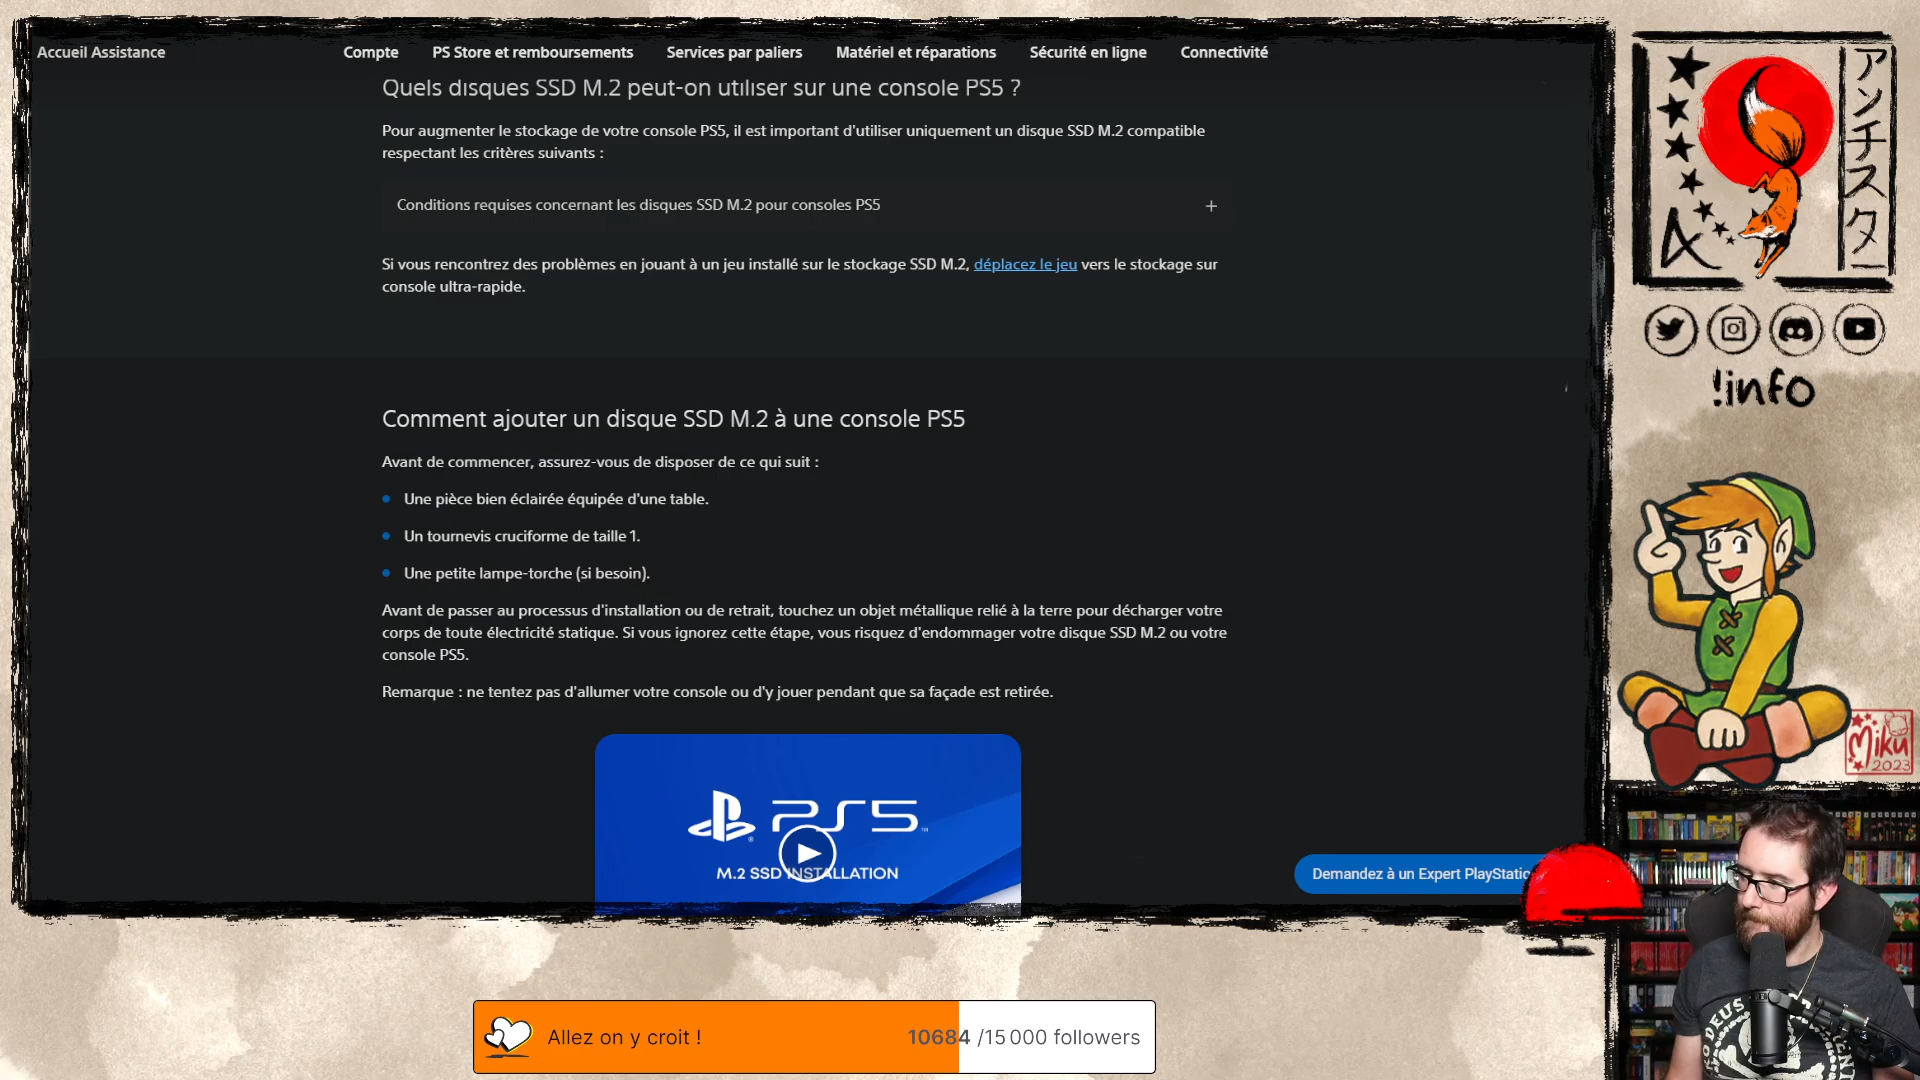 Accueil Assistance
Compte
PS Store et remboursements
Services par paliers
Matériel et réparations
Sécurité en ligne
Connectivité
Quels disques SSD M.2 peut-on utiliser sur une console PS5 ?
Pour augmenter le stockage de votre console PS5, il est important d'utiliser uniquement un disque SSD M.2 compatible
respectant les critères suivants :
Conditions requises concernant les disques SSD M.2 pour consoles PS5
+
Si vous rencontrez des problèmes en jouant à un jeu installé sur le stockage SSD M.2, déplacez le jeu vers le stockage sur
console ultra-rapide.
Comment ajouter un disque SSD M.2 à une console PS5
Avant de commencer, assurez-vous de disposer de ce qui suit :
Une pièce bien éclairée équipée d'une table.
Un tournevis cruciforme de taille 1.
Une petite lampe-torche (si besoin).
Avant de passer au processus d'installation ou de retrait, touchez un objet métallique relié à la terre pour décharger votre
corps de toute électricité statique. Si vous ignorez cette étape, vous risquez d'endommager votre disque SSD M.2 ou votre
console PS5.
Remarque : ne tentez pas d'allumer votre console ou d'y jouer pendant que sa façade est retirée.
PS5™
M.2 SSD INSTALLATION
Demandez à un Expert PlayStatio
アンチスター
A
!info
Miku
2023
Allez on y croit !
10684 /15 000 followers